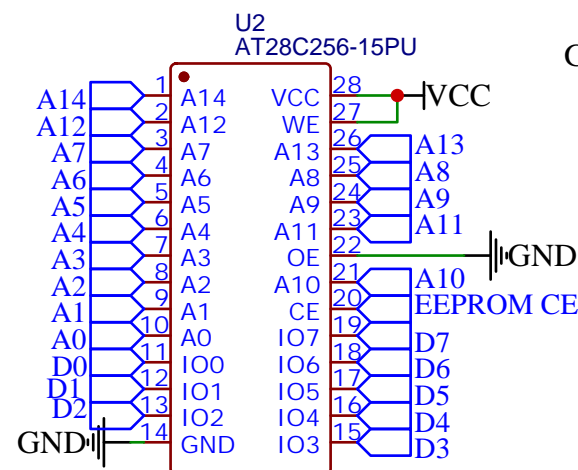 U2
AT28C256-15PU
C
A14 1 A14 VCC 28 VCC
A12 2 A12 WE 27
A7 3 A7 A13 26 A13
A6 4 A6 A8 25 A8
A5 5 A5 A9 24 A9
A4 6 A4 A11 23 A11
A3 7 A3 OE 22 GND
A2 8 A2 A10 21 A10
A1 9 A1 CE 20 EEPROM CE
A0 10 A0 IO7 19 D7
D0 11 IO0 IO6 18 D6
D1 12 IO1 IO5 17 D5
D2 13 IO2 IO4 16 D4
GND 14 GND IO3 15 D3